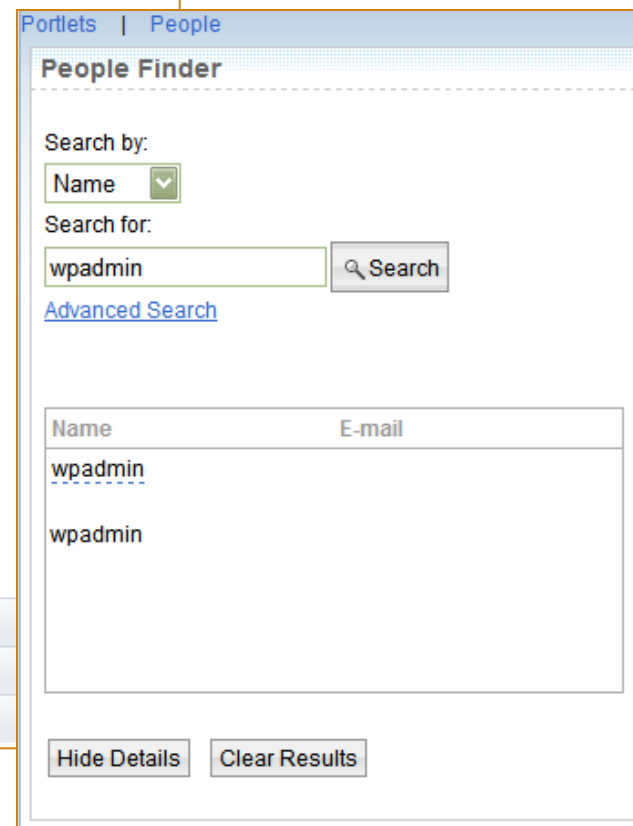 Portlets | People
People Finder
Search by:
Name
Search for:
wpadmin Search
Advanced Search
Name E-mail
wpadmin
wpadmin
Hide Details Clear Results